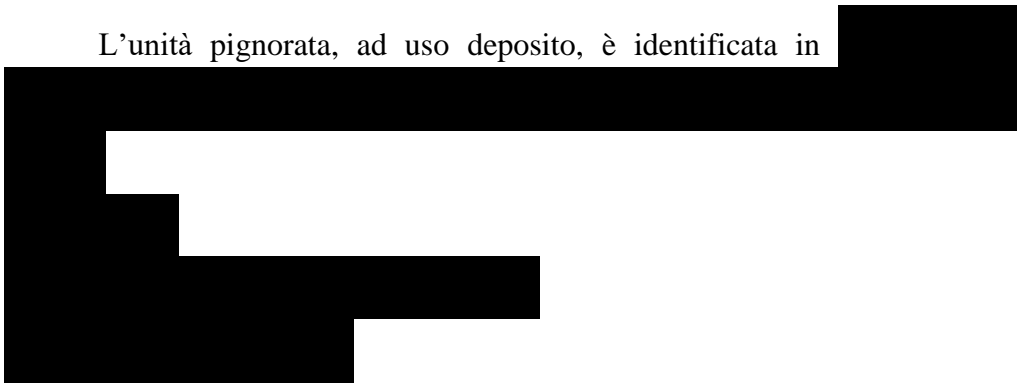 L’unità pignorata, ad uso deposito, è identificata in